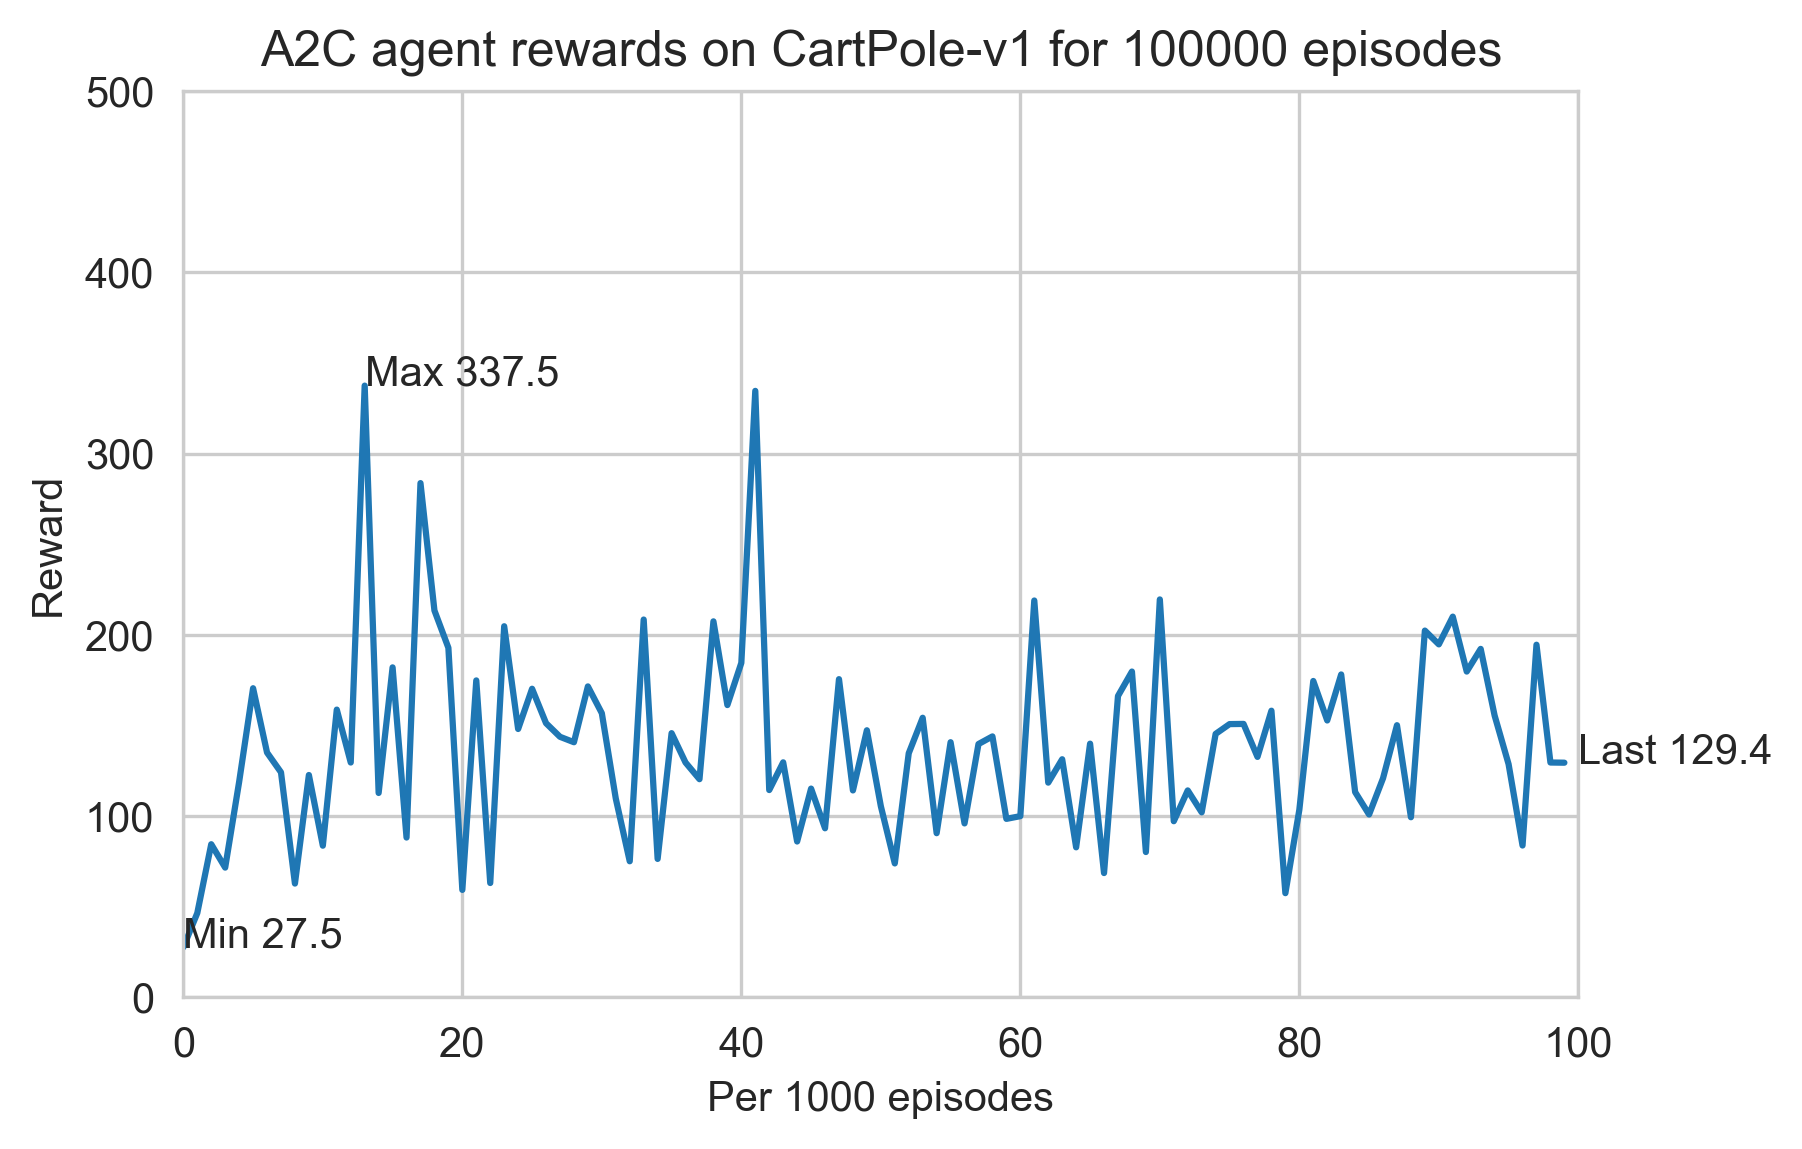 A2C agent rewards on CartPole-v1 for 100000 episodes
500
400
300
200
100
0
Reward
Max 337.5
Min 27.5
Last 129.4
0 20 40 60 80 100
Per 1000 episodes